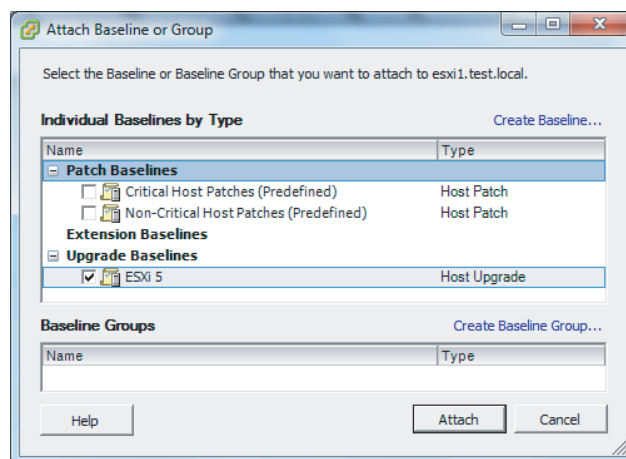 Attach Baseline or Group
Select the Baseline or Baseline Group that you want to attach to esxi1.test.local.
Individual Baselines by Type Create Baseline...
Name Type
Patch Baselines
Critical Host Patches (Predefined) Host Patch
Non-Critical Host Patches (Predefined) Host Patch
Extension Baselines
Upgrade Baselines
ESXi 5 Host Upgrade
Baseline Groups Create Baseline Group...
Name Type
Help Attach Cancel